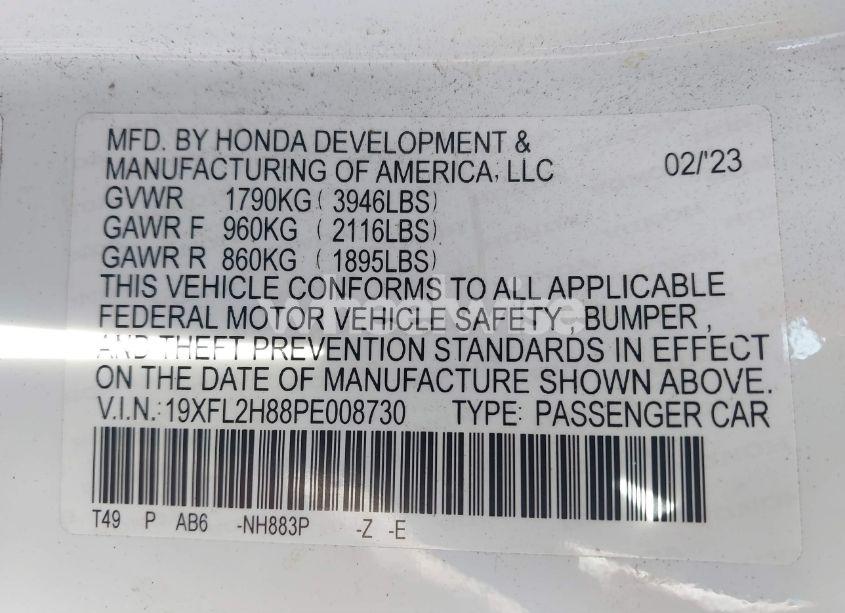 MFD. BY HONDA DEVELOPMENT &
MANUFACTURING OF AMERICA, LLC 02/'23
GVWR 1790KG ( 3946LBS)
GAWR F 960KG ( 2116LBS)
GAWR R 860KG ( 1895LBS)
THIS VEHICLE CONFORMS TO ALL APPLICABLE
FEDERAL MOTOR VEHICLE SAFETY , BUMPER ,
AND THEFT PREVENTION STANDARDS IN EFFECT
ON THE DATE OF MANUFACTURE SHOWN ABOVE.
V.I.N.: 19XFL2H88PE008730 TYPE: PASSENGER CAR
T49 P AB6 -NH883P -Z -E